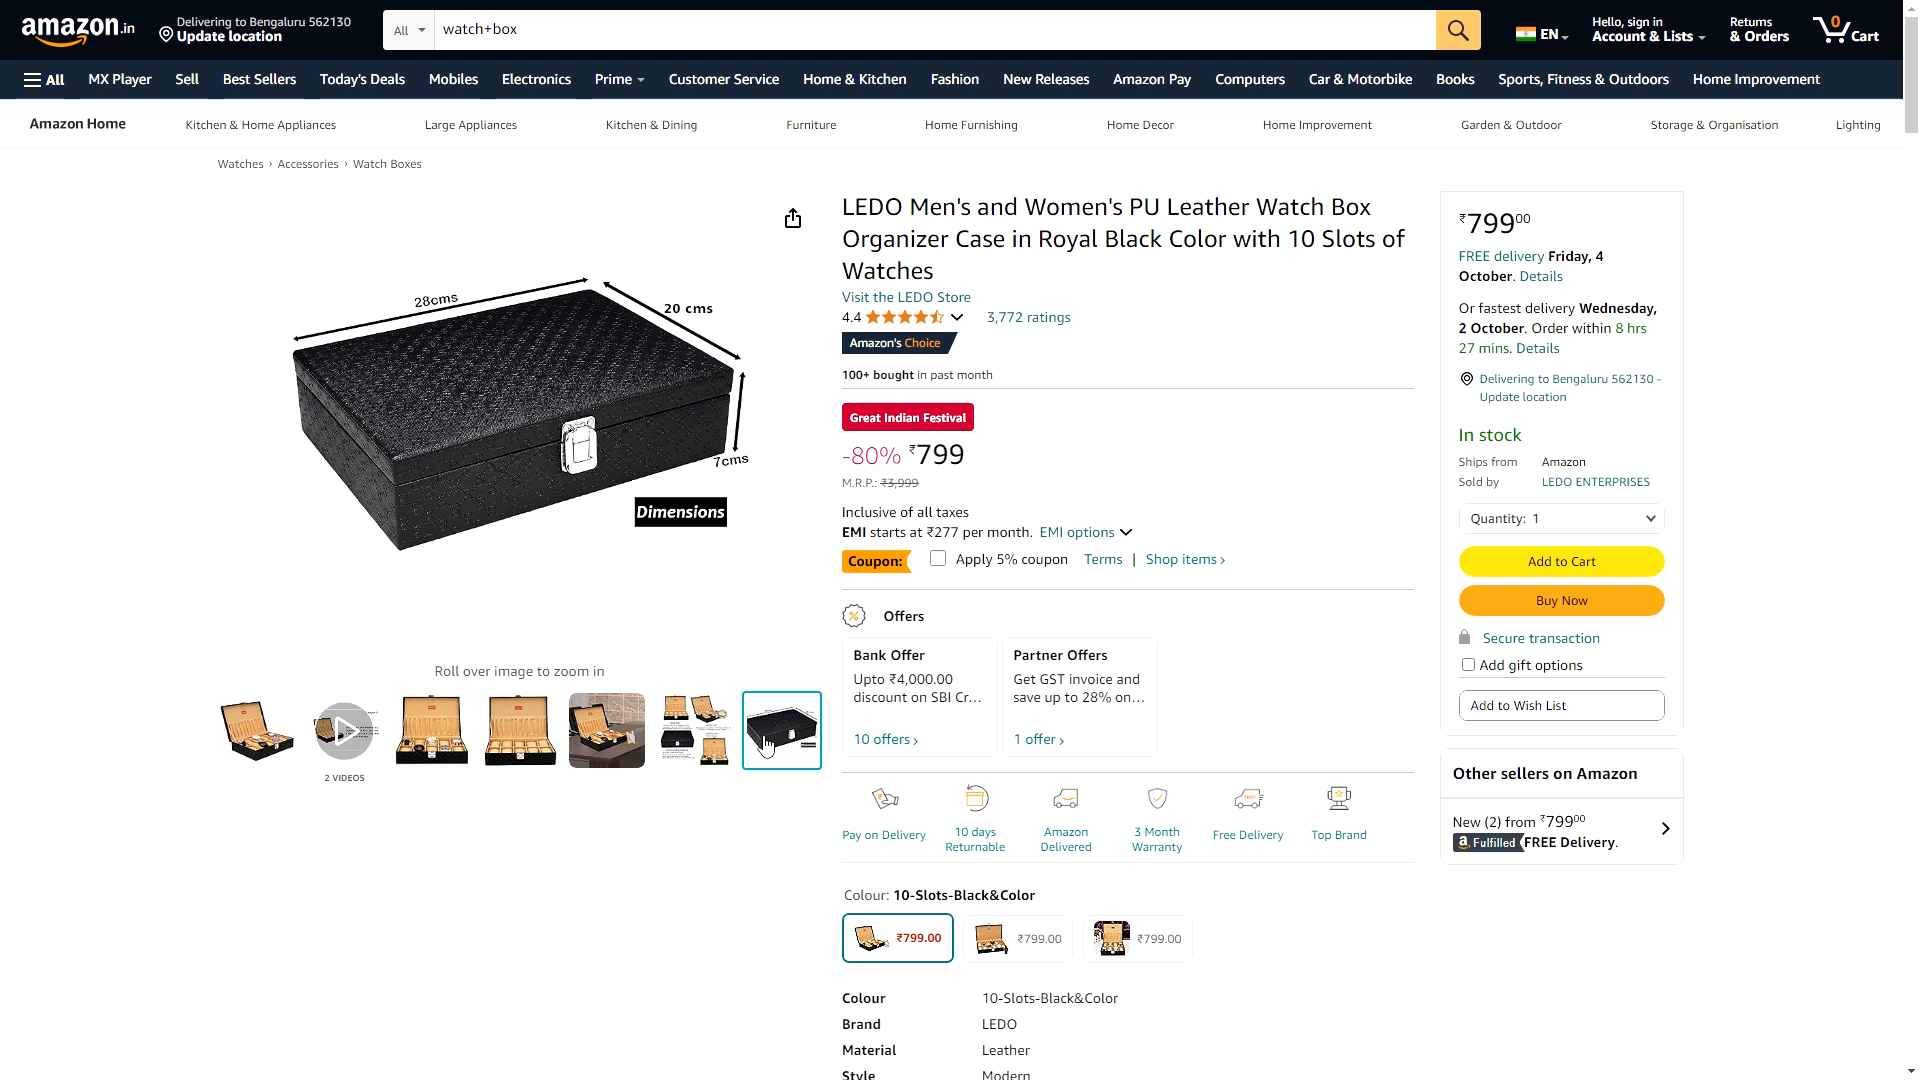 amazon.in
Delivering to Bengaluru 562130
Update location
All
watch+box
EN
Hello, sign in
Account & Lists
Returns
& Orders
0
Cart
All
MX Player
Sell
Best Sellers
Today's Deals
Mobiles
Electronics
Prime
Customer Service
Home & Kitchen
Fashion
New Releases
Amazon Pay
Computers
Car & Motorbike
Books
Sports, Fitness & Outdoors
Home Improvement
Amazon Home
Kitchen & Home Appliances
Large Appliances
Kitchen & Dining
Furniture
Home Furnishing
Home Decor
Home Improvement
Garden & Outdoor
Storage & Organisation
Lighting
Watches › Accessories › Watch Boxes
28cms
20 cms
7cms
Dimensions
Roll over image to zoom in
2 VIDEOS
LEDO Men's and Women's PU Leather Watch Box
Organizer Case in Royal Black Color with 10 Slots of
Watches
Visit the LEDO Store
4.4
3,772 ratings
Amazon's Choice
100+ bought in past month
Great Indian Festival
-80% ₹799
M.R.P.: ₹3,999
Inclusive of all taxes
EMI starts at ₹277 per month. EMI options
Coupon:
Apply 5% coupon
Terms | Shop items ›
Offers
Bank Offer
Upto ₹4,000.00
discount on SBI Cr...
10 offers ›
Partner Offers
Get GST invoice and
save up to 28% on...
1 offer ›
Pay on Delivery
10 days
Returnable
Amazon
Delivered
3 Month
Warranty
Free Delivery
Top Brand
Colour: 10-Slots-Black&Color
₹799.00
₹799.00
₹799.00
Colour 10-Slots-Black&Color
Brand LEDO
Material Leather
Style Modern
₹79900
FREE delivery Friday, 4
October. Details
Or fastest delivery Wednesday,
2 October. Order within 8 hrs
27 mins. Details
Delivering to Bengaluru 562130 -
Update location
In stock
Ships from Amazon
Sold by LEDO ENTERPRISES
Quantity: 1
Add to Cart
Buy Now
Secure transaction
Add gift options
Add to Wish List
Other sellers on Amazon
New (2) from ₹79900
a Fulfilled FREE Delivery.